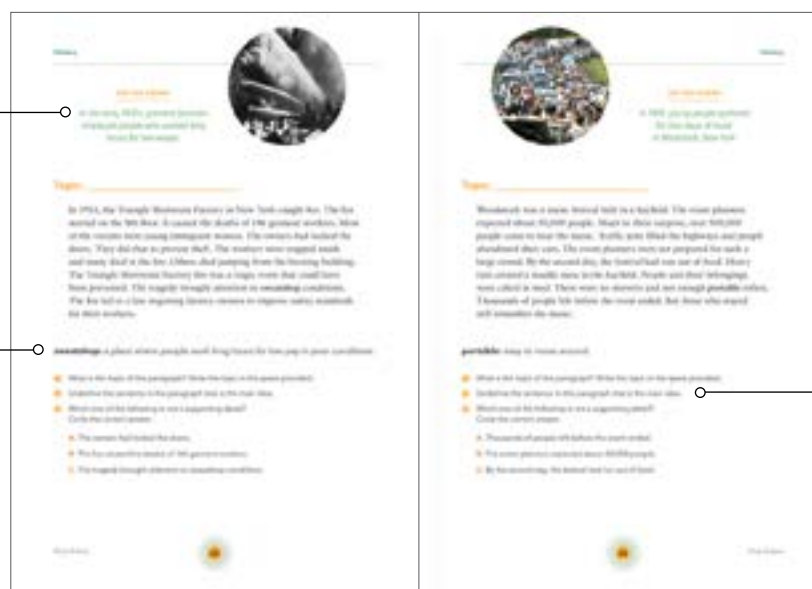 History
In the early 1900's, garment factories
employed people who worked long
hours for low wages.
Topic:
In 1911, the Triangle Shirtwaist Factory in New York caught fire. The fire
started on the 9th floor. It caused the deaths of 146 garment workers. Most
of the victims were young immigrant women. The owners had locked the
doors. They did that to prevent theft. The workers were trapped inside
and many died in the fire. Others died jumping from the burning building.
The Triangle Shirtwaist Factory fire was a tragic event that could have
been prevented. The tragedy brought attention to sweatshop conditions.
The fire led to a law requiring factory owners to improve safety standards
for their workers.
sweatshop: a place where people work long hours for low pay in poor conditions
What is the topic of the paragraph? Write the topic in the space provided.
Underline the sentence in the paragraph that is the main idea.
Which one of the following is not a supporting detail?
Circle the correct answer.
A The owners had locked the doors.
B The fire caused the deaths of 146 garment workers.
C The tragedy brought attention to sweatshop conditions.
History
In 1969, young people gathered
for two days of music
in Woodstock, New York.
Topic:
Woodstock was a music festival held in a hayfield. The event planners
expected about 50,000 people. Much to their surprise, over 500,000
people came to hear the music. Traffic jams filled the highways and people
abandoned their cars. The event planners were not prepared for such a
large crowd. By the second day, the festival had run out of food. Heavy
rain created a muddy mess in the hayfield. People and their belongings
were caked in mud. There were no showers and not enough portable toilets.
Thousands of people left before the event ended. But those who stayed
still remember the music.
portable: easy to move around
What is the topic of the paragraph? Write the topic in the space provided.
Underline the sentence in the paragraph that is the main idea.
Which one of the following is not a supporting detail?
Circle the correct answer.
A Thousands of people left before the event ended.
B The event planners expected about 50,000 people.
C By the second day, the festival had run out of food.